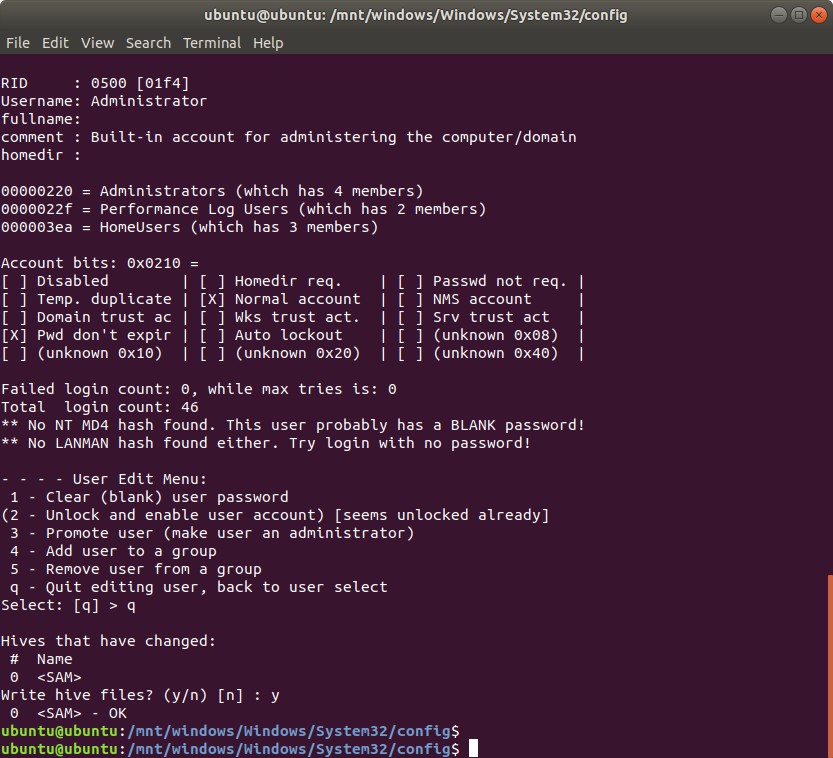 ubuntu@ubuntu: /mnt/windows/Windows/System32/config
File Edit View Search Terminal Help
RID     : 0500 [01f4]
Username: Administrator
fullname:
comment : Built-in account for administering the computer/domain
homedir :
00000220 = Administrators (which has 4 members)
0000022f = Performance Log Users (which has 2 members)
000003ea = HomeUsers (which has 3 members)
Account bits: 0x0210 =
[ ] Disabled        | [ ] Homedir req.    | [ ] Passwd not req. |
[ ] Temp. duplicate | [X] Normal account  | [ ] NMS account     |
[ ] Domain trust ac | [ ] Wks trust act.  | [ ] Srv trust act   |
[X] Pwd don't expir | [ ] Auto lockout    | [ ] (unknown 0x08)  |
[ ] (unknown 0x10)  | [ ] (unknown 0x20)  | [ ] (unknown 0x40)  |
Failed login count: 0, while max tries is: 0
Total  login count: 46
** No NT MD4 hash found. This user probably has a BLANK password!
** No LANMAN hash found either. Try login with no password!
- - - - User Edit Menu:
 1 - Clear (blank) user password
(2 - Unlock and enable user account) [seems unlocked already]
 3 - Promote user (make user an administrator)
 4 - Add user to a group
 5 - Remove user from a group
 q - Quit editing user, back to user select
Select: [q] > q
Hives that have changed:
 #  Name
 0  <SAM>
Write hive files? (y/n) [n] : y
 0  <SAM> - OK
ubuntu@ubuntu:/mnt/windows/Windows/System32/config$
ubuntu@ubuntu:/mnt/windows/Windows/System32/config$